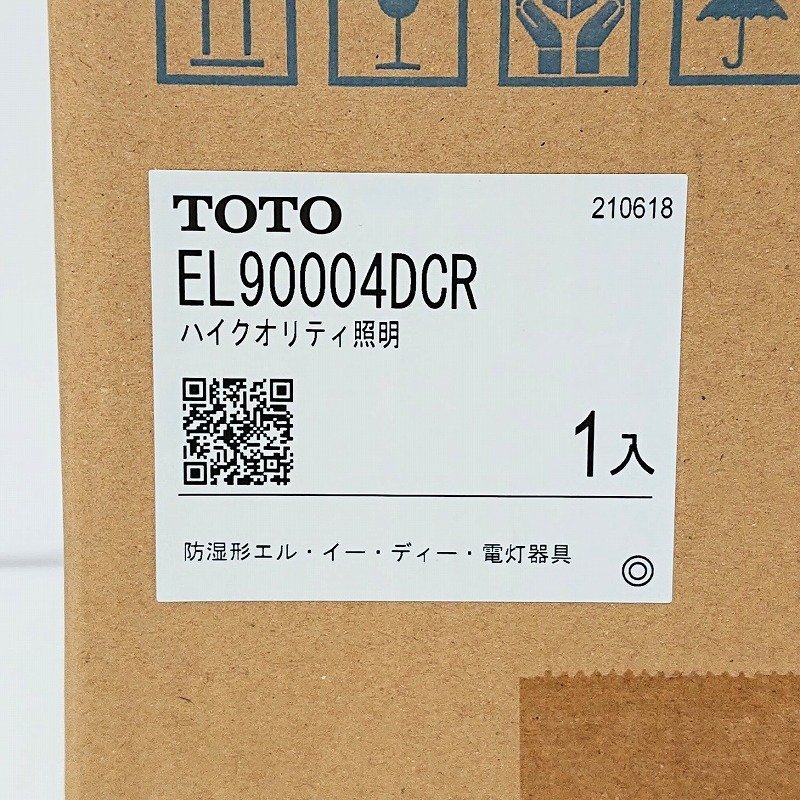 TOTO 210618
EL90004DCR
ハイクオリティ照明
1入
防湿形エル・イー・ディー・電灯器具